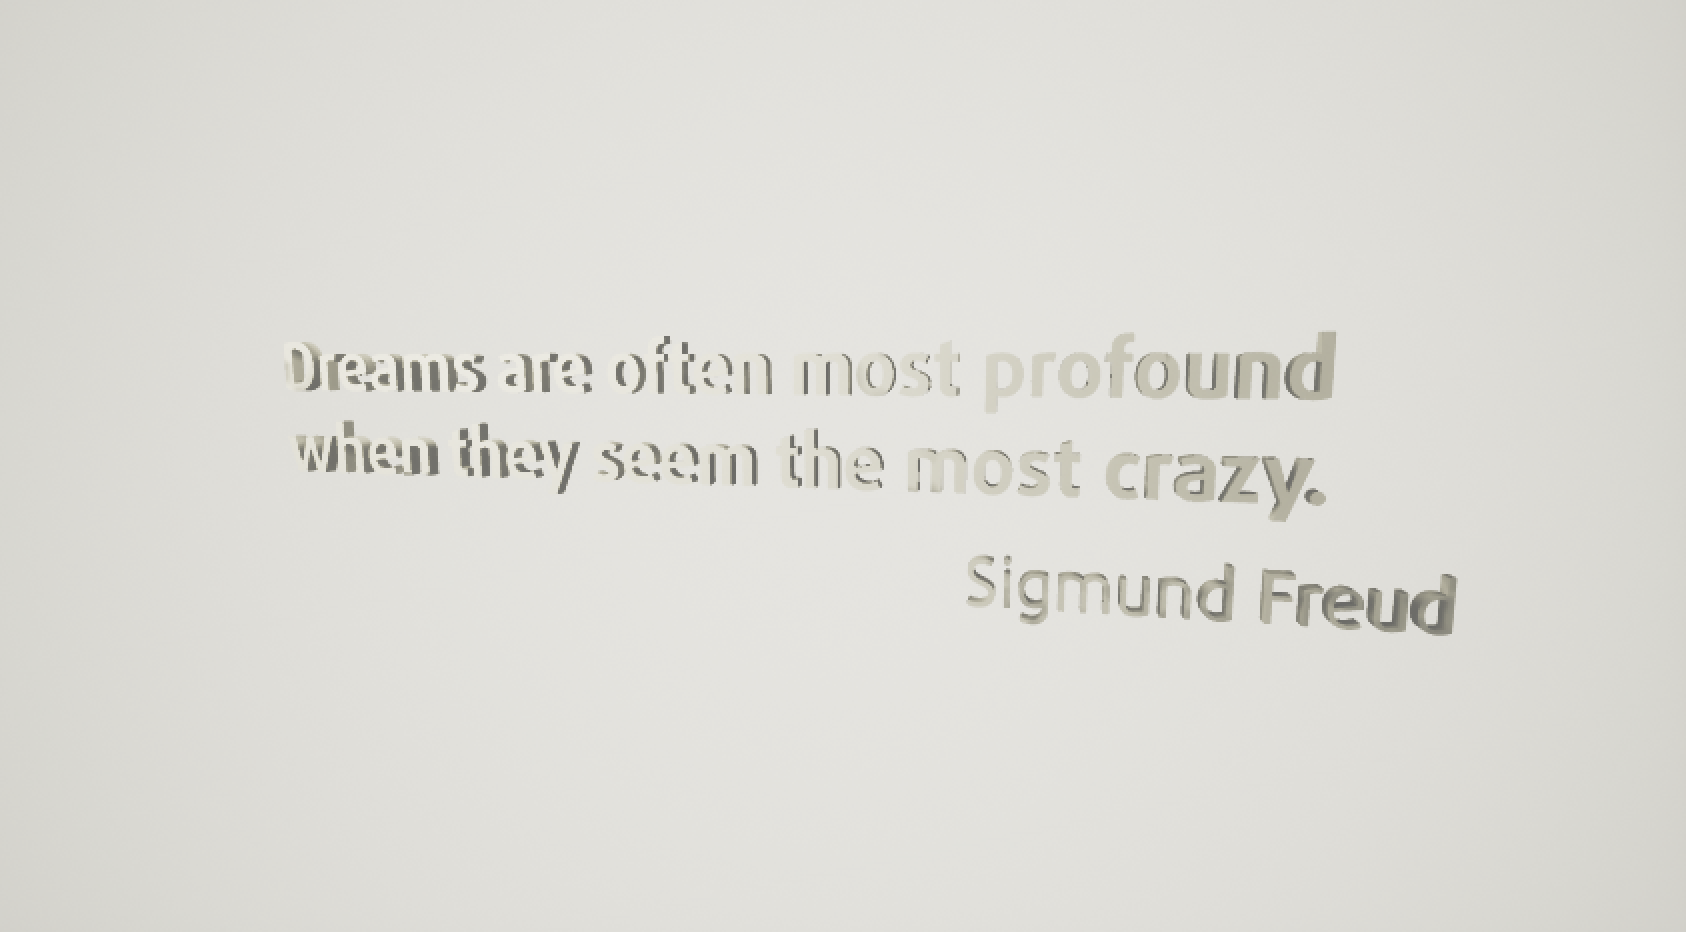 Dreams are often most profound
when they seem the most crazy.
Sigmund Freud